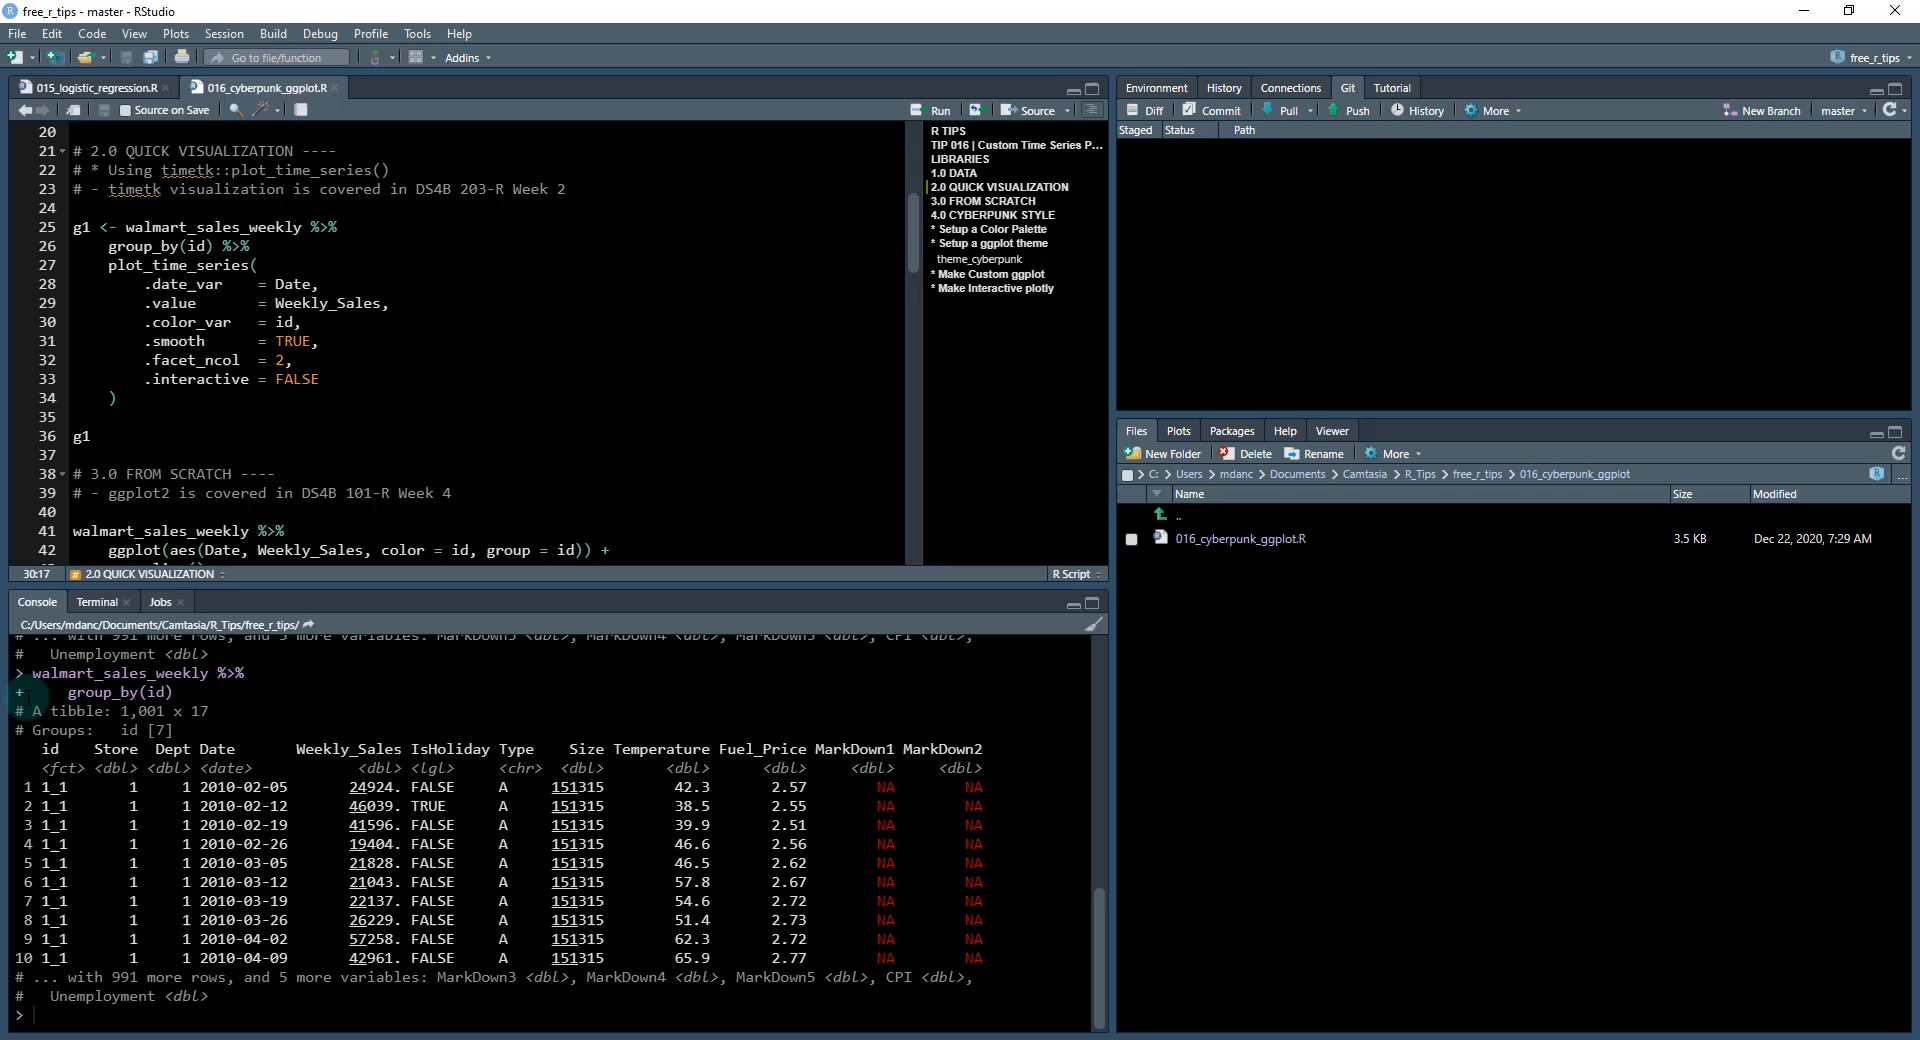 free_r_tips - master - RStudio
File Edit Code View Plots Session Build Debug Profile Tools Help
Go to file/function Addins free_r_tips
015_logistic_regression.R 016_cyberpunk_ggplot.R
Source on Save Run Source
20
21 # 2.0 QUICK VISUALIZATION ----
22 # * Using timetk::plot_time_series()
23 # - timetk visualization is covered in DS4B 203-R Week 2
24
25 g1 <- walmart_sales_weekly %>%
26 group_by(id) %>%
27 plot_time_series(
28 .date_var = Date,
29 .value = Weekly_Sales,
30 .color_var = id,
31 .smooth = TRUE,
32 .facet_ncol = 2,
33 .interactive = FALSE
34 )
35
36 g1
37
38 # 3.0 FROM SCRATCH ----
39 # - ggplot2 is covered in DS4B 101-R Week 4
40
41 walmart_sales_weekly %>%
42 ggplot(aes(Date, Weekly_Sales, color = id, group = id)) +
30:17 2.0 QUICK VISUALIZATION R Script
R TIPS
TIP 016 | Custom Time Series P...
LIBRARIES
1.0 DATA
2.0 QUICK VISUALIZATION
3.0 FROM SCRATCH
4.0 CYBERPUNK STYLE
* Setup a Color Palette
* Setup a ggplot theme
theme_cyberpunk
* Make Custom ggplot
* Make Interactive plotly
Console Terminal Jobs
C:/Users/mdanc/Documents/Camtasia/R_Tips/free_r_tips/
# ... with 991 more rows, and 5 more variables: MarkDown3 <dbl>, MarkDown4 <dbl>, MarkDown5 <dbl>, CPI <dbl>,
# Unemployment <dbl>
> walmart_sales_weekly %>%
+ group_by(id)
# A tibble: 1,001 x 17
# Groups: id [7]
id Store Dept Date Weekly_Sales IsHoliday Type Size Temperature Fuel_Price MarkDown1 MarkDown2
<fct> <dbl> <dbl> <date> <dbl> <lgl> <chr> <dbl> <dbl> <dbl> <dbl> <dbl>
1 1_1 1 1 2010-02-05 24924. FALSE A 151315 42.3 2.57 NA NA
2 1_1 1 1 2010-02-12 46039. TRUE A 151315 38.5 2.55 NA NA
3 1_1 1 1 2010-02-19 41596. FALSE A 151315 39.9 2.51 NA NA
4 1_1 1 1 2010-02-26 19404. FALSE A 151315 46.6 2.56 NA NA
5 1_1 1 1 2010-03-05 21828. FALSE A 151315 46.5 2.62 NA NA
6 1_1 1 1 2010-03-12 21043. FALSE A 151315 57.8 2.67 NA NA
7 1_1 1 1 2010-03-19 22137. FALSE A 151315 54.6 2.72 NA NA
8 1_1 1 1 2010-03-26 26229. FALSE A 151315 51.4 2.73 NA NA
9 1_1 1 1 2010-04-02 57258. FALSE A 151315 62.3 2.72 NA NA
10 1_1 1 1 2010-04-09 42961. FALSE A 151315 65.9 2.77 NA NA
# ... with 991 more rows, and 5 more variables: MarkDown3 <dbl>, MarkDown4 <dbl>, MarkDown5 <dbl>, CPI <dbl>,
# Unemployment <dbl>
>
Environment History Connections Git Tutorial
Diff Commit Pull Push History More New Branch master
Staged Status Path
Files Plots Packages Help Viewer
New Folder Delete Rename More
C: > Users > mdanc > Documents > Camtasia > R_Tips > free_r_tips > 016_cyberpunk_ggplot ...
Name Size Modified
..
016_cyberpunk_ggplot.R 3.5 KB Dec 22, 2020, 7:29 AM